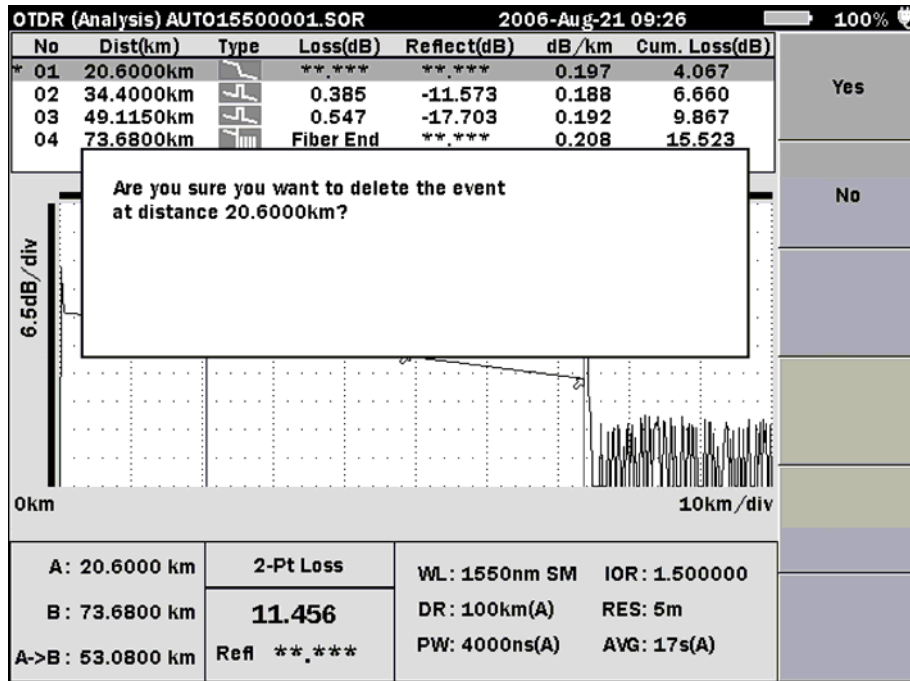 OTDR (Analysis) AUTO15500001.SOR 2006-Aug-21 09:26 100%
No Dist(km) Type Loss(dB) Reflect(dB) dB/km Cum. Loss(dB)
* 01 20.6000km **.*** **.*** 0.197 4.067
02 34.4000km 0.385 -11.573 0.188 6.660
03 49.1150km 0.547 -17.703 0.192 9.867
04 73.6800km Fiber End **.*** 0.208 15.523
Yes
No
Are you sure you want to delete the event
at distance 20.6000km?
6.5dB/div
0km 10km/div
A: 20.6000 km
B: 73.6800 km
A->B: 53.0800 km
2-Pt Loss
11.456
Refl **.***
WL: 1550nm SM IOR: 1.500000
DR: 100km(A) RES: 5m
PW: 4000ns(A) AVG: 17s(A)